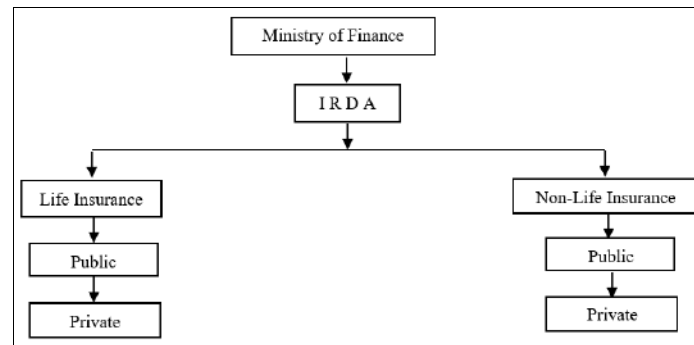 Ministry of Finance
I R D A
Life Insurance
Non-Life Insurance
Public
Public
Private
Private